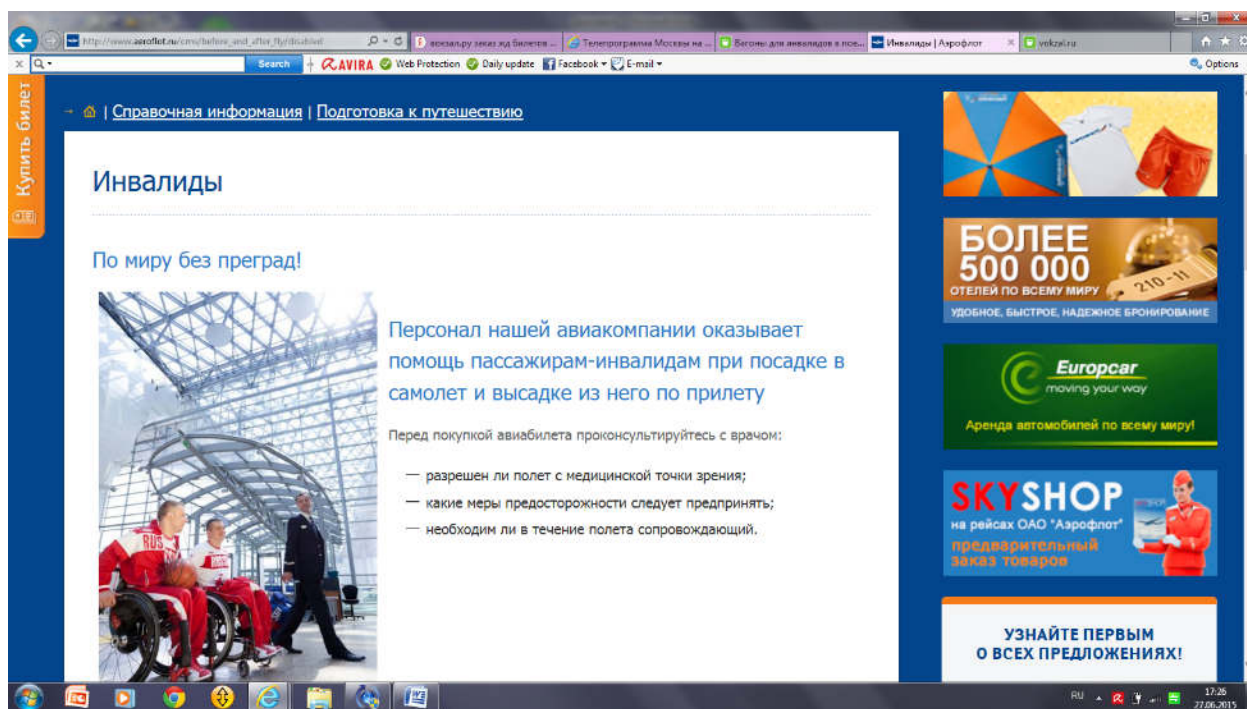 http://www.aeroflot.ru/cms/before_and_after_fly/disabled
вокзал.ру заказ жд билетов ...
Телепрограмма Москвы на ...
Вагоны для инвалидов в пое...
Инвалиды | Аэрофлот
vokzal.ru
Search
AVIRA
Web Protection
Daily update
Facebook
E-mail
Options
Купить билет
| Справочная информация | Подготовка к путешествию
Инвалиды
По миру без преград!
Персонал нашей авиакомпании оказывает
помощь пассажирам-инвалидам при посадке в
самолет и высадке из него по прилету
Перед покупкой авиабилета проконсультируйтесь с врачом:
— разрешен ли полет с медицинской точки зрения;
— какие меры предосторожности следует предпринять;
— необходим ли в течение полета сопровождающий.
RUS
БОЛЕЕ
500 000
ОТЕЛЕЙ ПО ВСЕМУ МИРУ
210-11
УДОБНОЕ, БЫСТРОЕ, НАДЕЖНОЕ БРОНИРОВАНИЕ
Europcar
moving your way
Аренда автомобилей по всему миру!
SKYSHOP
на рейсах ОАО "Аэрофлот"
предварительный
заказ товаров
УЗНАЙТЕ ПЕРВЫМ
О ВСЕХ ПРЕДЛОЖЕНИЯХ!
RU
17:26
27.06.2015